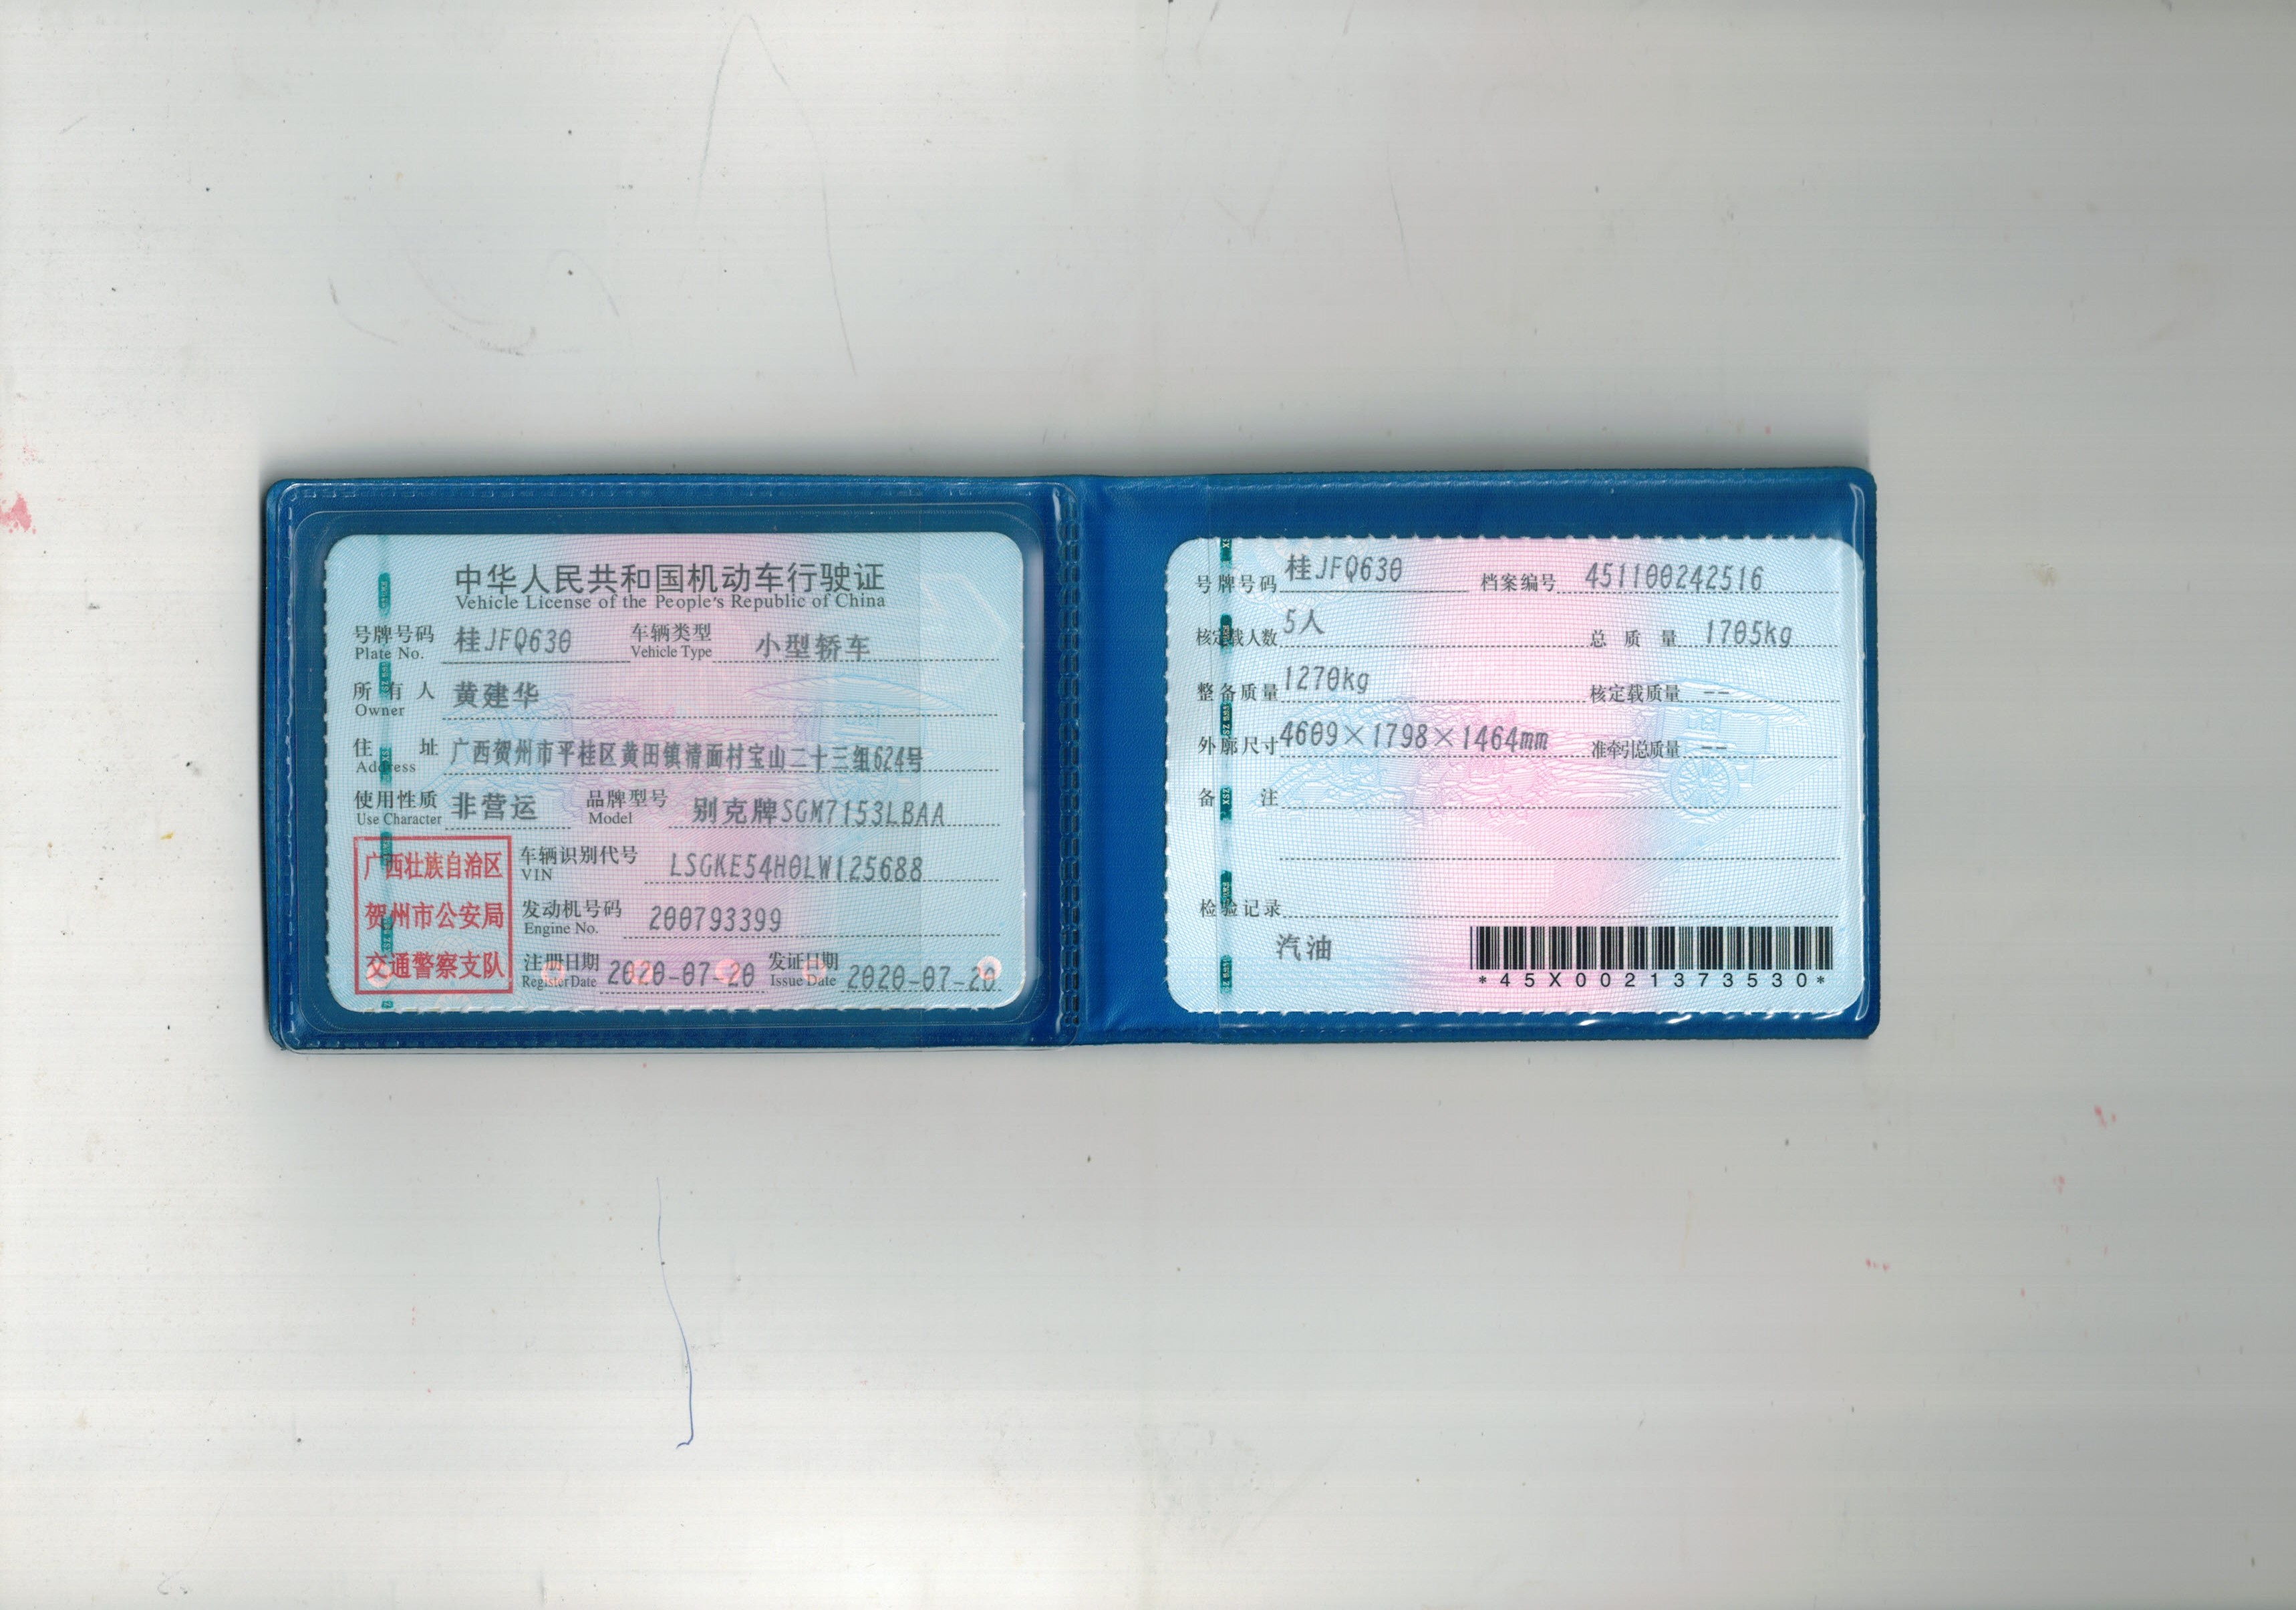 中华人民共和国机动车行驶证
Vehicle License of the People's Republic of China
号牌号码 桂JFQ630 车辆类型 小型轿车
Plate No. Vehicle Type
所有人 黄建华
Owner
住址 广西贺州市平桂区黄田镇清面村宝山二十三组624号
Address
使用性质 非营运 品牌型号 别克牌SGM7153LBAA
Use Character Model
广西壮族自治区
贺州市公安局
交通警察支队
车辆识别代号 LSGKE54H0LW125688
VIN
发动机号码 200793399
Engine No.
注册日期 2020-07-20 发证日期 2020-07-20
Register Date Issue Date
号牌号码 桂JFQ630 档案编号 451100242516
核定载人数 5人 总质量 1705kg
整备质量 1270kg 核定载质量 --
外廓尺寸 4609×1798×1464mm 准牵引总质量 --
备注
检验记录
汽油
*45X0021373530*